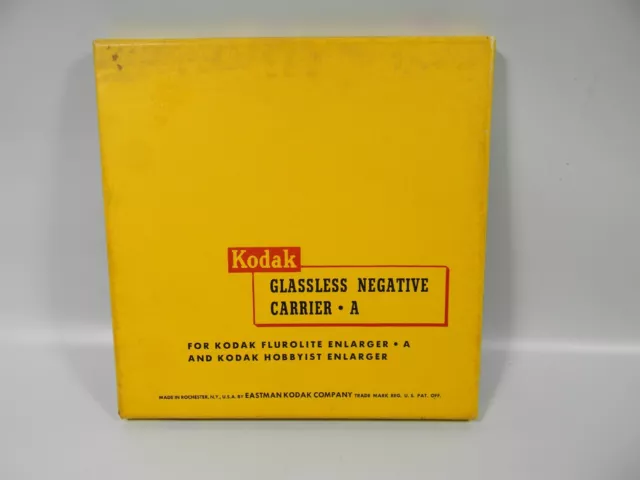 Kodak
GLASSLESS NEGATIVE
CARRIER • A
FOR KODAK FLUROLITE ENLARGER • A
AND KODAK HOBBYIST ENLARGER
MADE IN ROCHESTER, N.Y., U.S.A. BY EASTMAN KODAK COMPANY TRADE MARK REG. U. S. PAT. OFF.